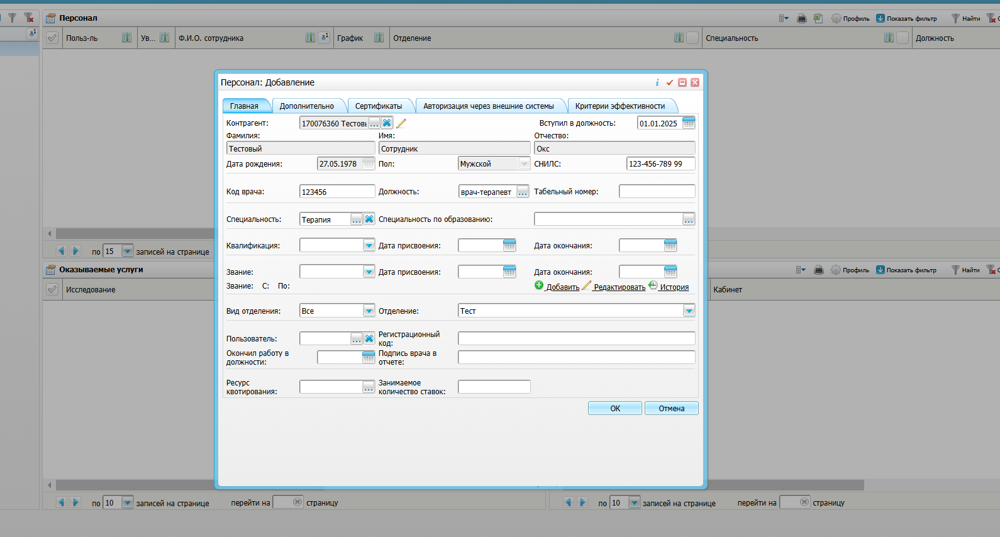 Персонал
Профиль Показать фильтр Найти
Польз-ль Ув... Ф.И.О. сотрудника 1 График Отделение Специальность Должность
1
Персонал: Добавление
Главная Дополнительно Сертификаты Авторизация через внешние системы Критерии эффективности
Контрагент: 170076360 Тестовы ... Вступил в должность: 01.01.2025
Фамилия: Имя: Отчество:
Тестовый Сотрудник Окс
Дата рождения: 27.05.1978 Пол: Мужской СНИЛС: 123-456-789 99
Код врача: 123456 Должность: врач-терапевт ... Табельный номер:
Специальность: Терапия ... Специальность по образованию: ...
Квалификация: Дата присвоения: Дата окончания:
Звание: Дата присвоения: Дата окончания:
Звание: С: По: Добавить Редактировать История
Вид отделения: Все Отделение: Тест
Пользователь: ... Регистрационный код:
Окончил работу в должности: Подпись врача в отчете:
Ресурс квотирования: ... Занимаемое количество ставок:
ОК Отмена
по 15 записей на странице
Оказываемые услуги
Профиль Показать фильтр Найти
Исследование Кабинет
по 10 записей на странице перейти на страницу
по 10 записей на странице перейти на страницу